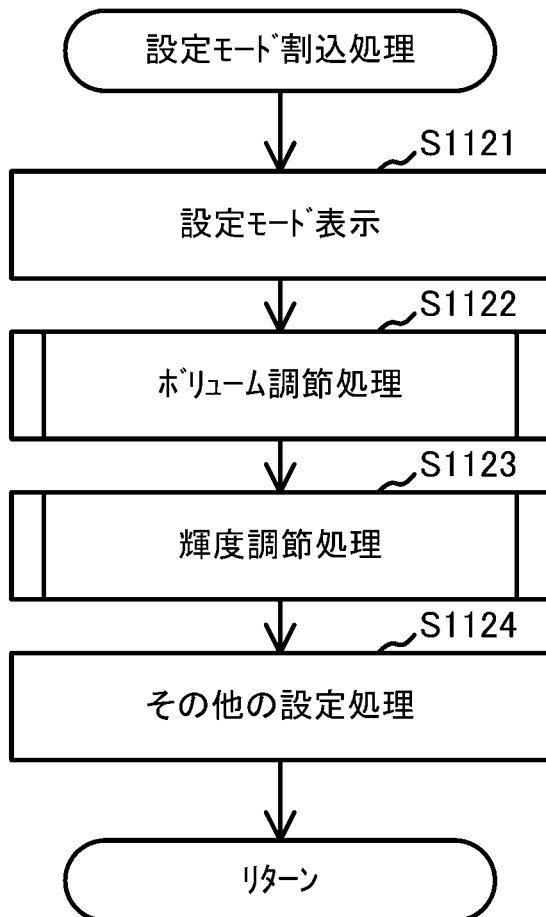 設定ﾓｰﾄﾞ割込処理
S1121
設定ﾓｰﾄﾞ表示
S1122
ﾎﾞﾘｭｰﾑ調節処理
S1123
輝度調節処理
S1124
その他の設定処理
ﾘﾀｰﾝ